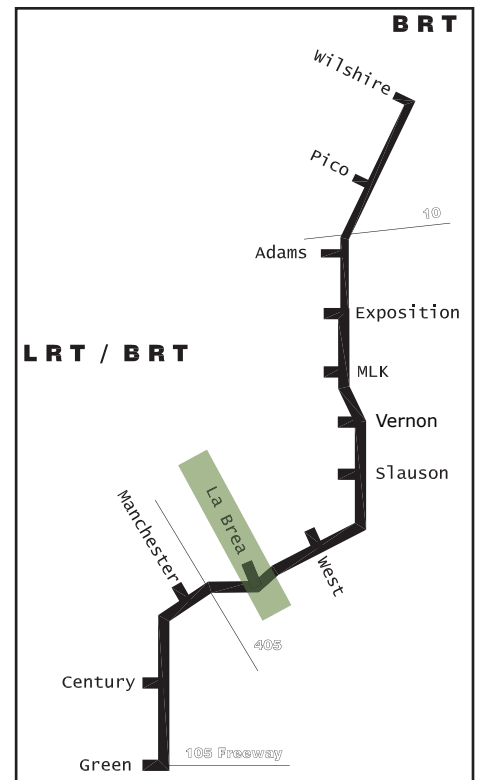 BRT
Wilshire
Pico
10
Adams
Exposition
LRT / BRT
MLK
Vernon
Slauson
La Brea
Manchester
West
405
Century
105 Freeway
Green